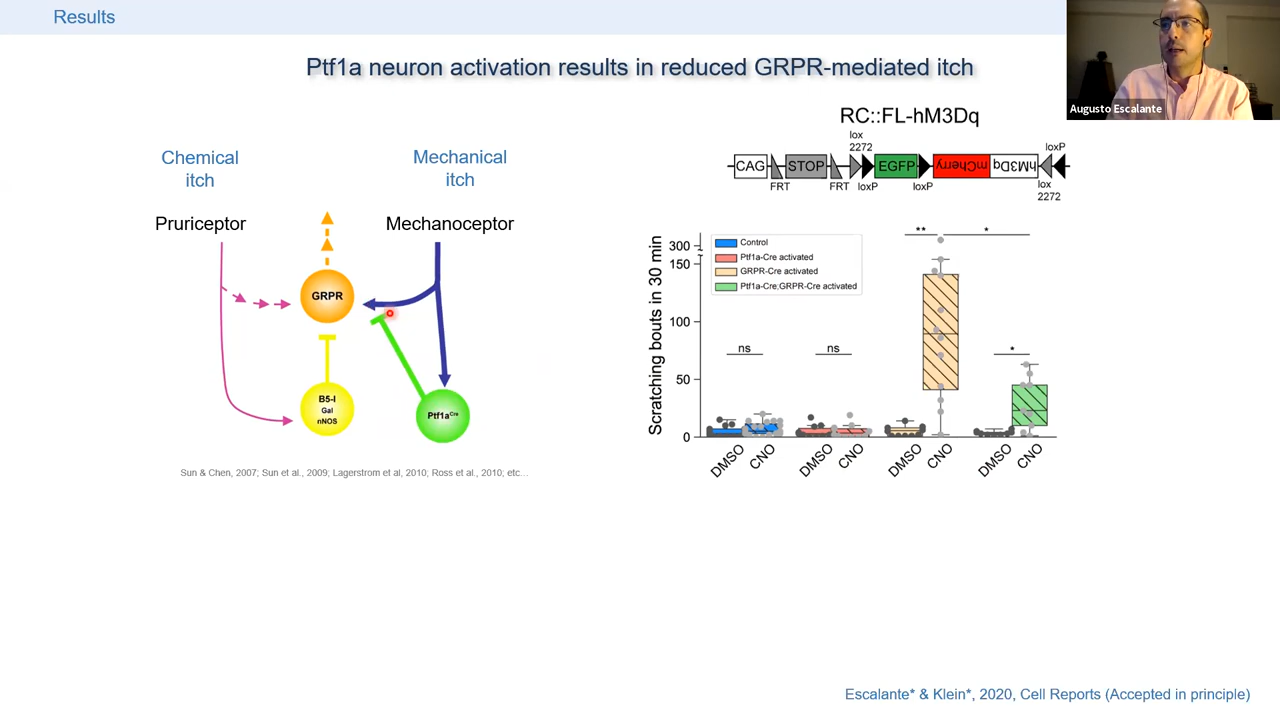 Results
Ptf1a neuron activation results in reduced GRPR-mediated itch
Augusto Escalante
Chemical
itch
Mechanical
itch
Pruriceptor
Mechanoceptor
GRPR
B5-I
Gal
nNOS
Ptf1aCre
Sun & Chen, 2007; Sun et al., 2009; Lagerstrom et al, 2010; Ross et al., 2010; etc...
RC::FL-hM3Dq
lox
2272
loxP
CAG
STOP
EGFP
mCherry
hM3Dq
FRT
FRT
loxP
loxP
lox
2272
Scratching bouts in 30 min
300
150
100
50
0
Control
Ptf1a-Cre activated
GRPR-Cre activated
Ptf1a-Cre;GRPR-Cre activated
ns
ns
**
*
*
DMSO
CNO
DMSO
CNO
DMSO
CNO
DMSO
CNO
Escalante* & Klein*, 2020, Cell Reports (Accepted in principle)